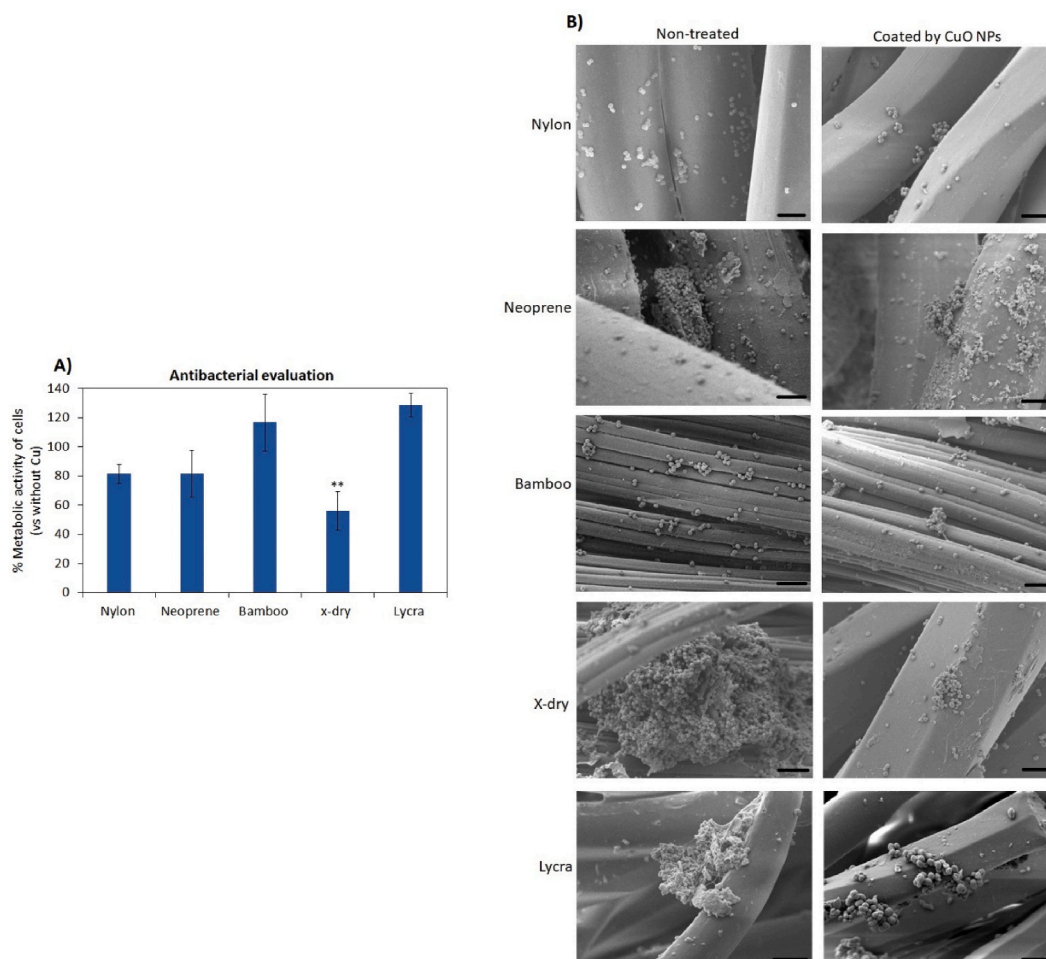 A)
Antibacterial evaluation
% Metabolic activity of cells
(vs without Cu)
140
120
100
80
60
40
20
0
**
Nylon
Neoprene
Bamboo
x-dry
Lycra
B)
Non-treated
Coated by CuO NPs
Nylon
Neoprene
Bamboo
X-dry
Lycra